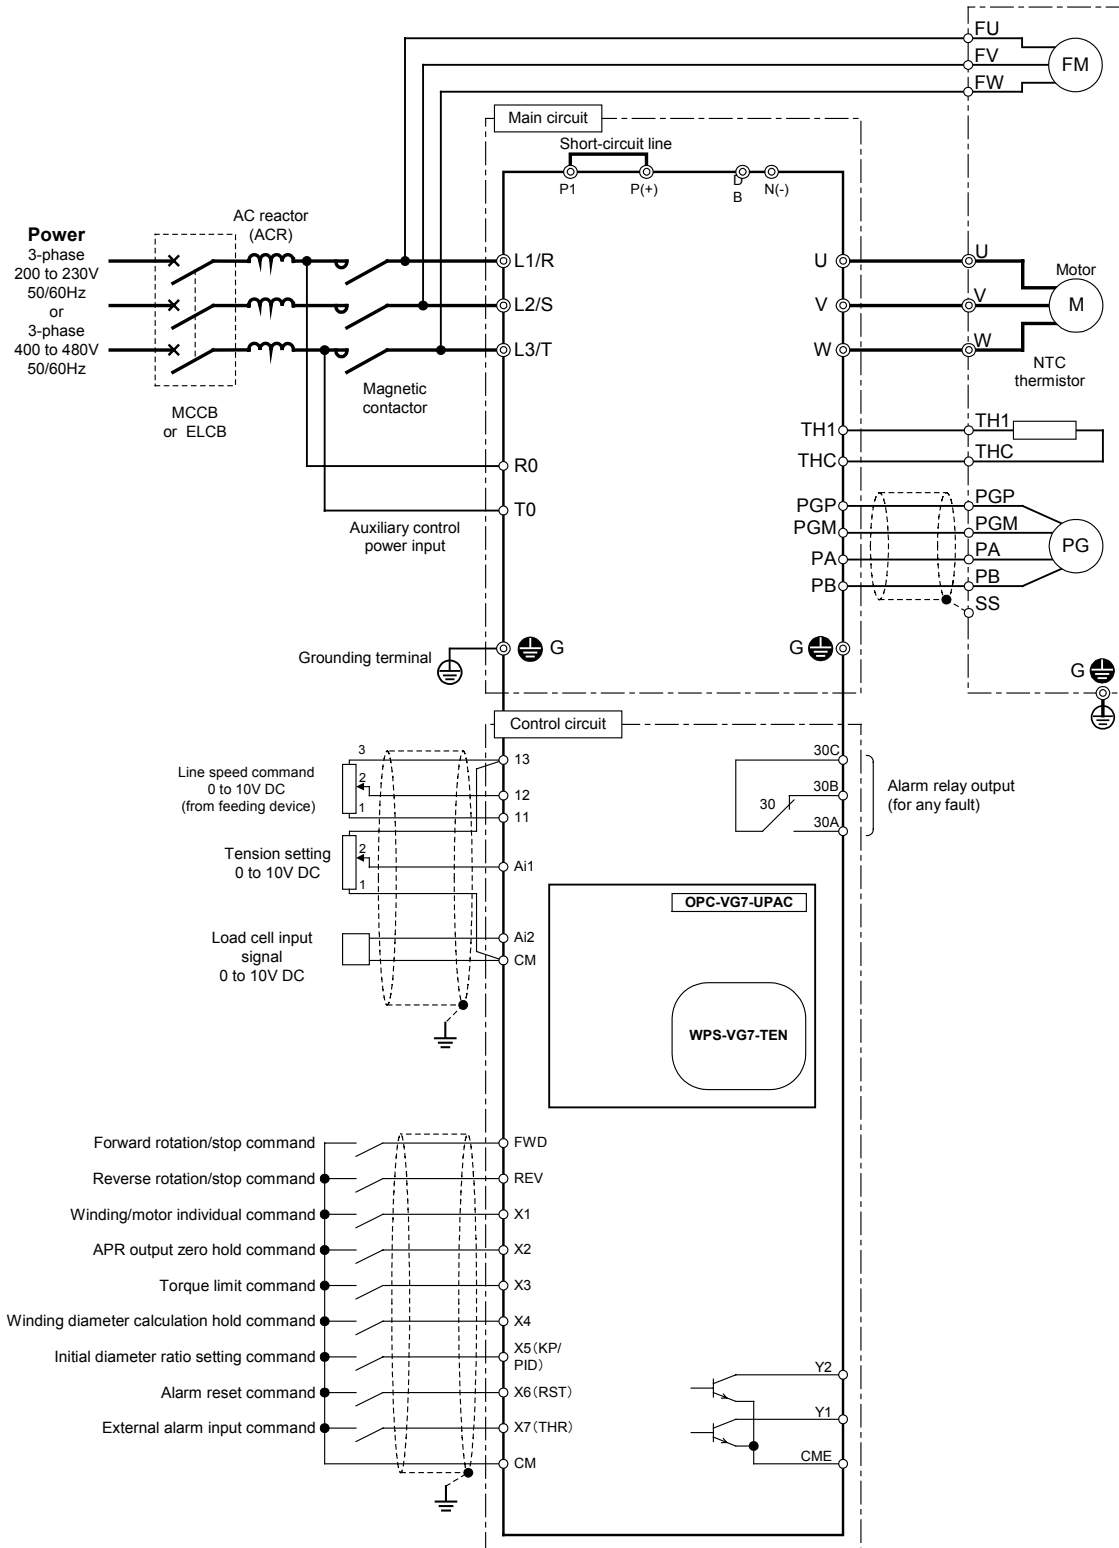 FU
FV
FM
FW
Main circuit
Short-circuit line
P1
P(+)
D
B
N(-)
AC reactor
(ACR)
Power
3-phase
200 to 230V
50/60Hz
or
3-phase
400 to 480V
50/60Hz
L1/R
L2/S
L3/T
U
V
W
U
V
W
Motor
M
NTC
thermistor
MCCB
or ELCB
Magnetic
contactor
TH1
TH1
THC
THC
R0
T0
Auxiliary control
power input
PGP
PGP
PGM
PGM
PA
PA
PB
PB
SS
PG
Grounding terminal
G
G
G
Control circuit
Line speed command
0 to 10V DC
(from feeding device)
3
2
1
13
12
11
Tension setting
0 to 10V DC
2
1
Ai1
Load cell input
signal
0 to 10V DC
Ai2
CM
30C
30B
30
30A
Alarm relay output
(for any fault)
OPC-VG7-UPAC
WPS-VG7-TEN
Forward rotation/stop command
FWD
Reverse rotation/stop command
REV
Winding/motor individual command
X1
APR output zero hold command
X2
Torque limit command
X3
Winding diameter calculation hold command
X4
Initial diameter ratio setting command
X5(KP/
PID)
Alarm reset command
X6(RST)
External alarm input command
X7(THR)
CM
Y2
Y1
CME